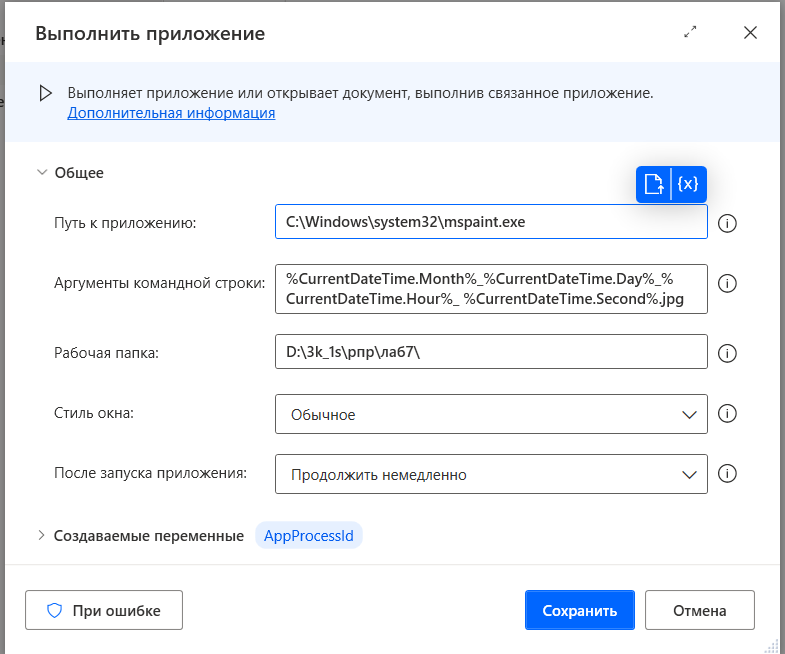 Выполнить приложение
Выполняет приложение или открывает документ, выполнив связанное приложение.
Дополнительная информация
Общее
{x}
Путь к приложению:
C:\Windows\system32\mspaint.exe
Аргументы командной строки:
%CurrentDateTime.Month%_%CurrentDateTime.Day%_%
CurrentDateTime.Hour%_ %CurrentDateTime.Second%.jpg
Рабочая папка:
D:\3k_1s\рпр\ла67\
Стиль окна:
Обычное
После запуска приложения:
Продолжить немедленно
Создаваемые переменные
AppProcessId
При ошибке
Сохранить
Отмена